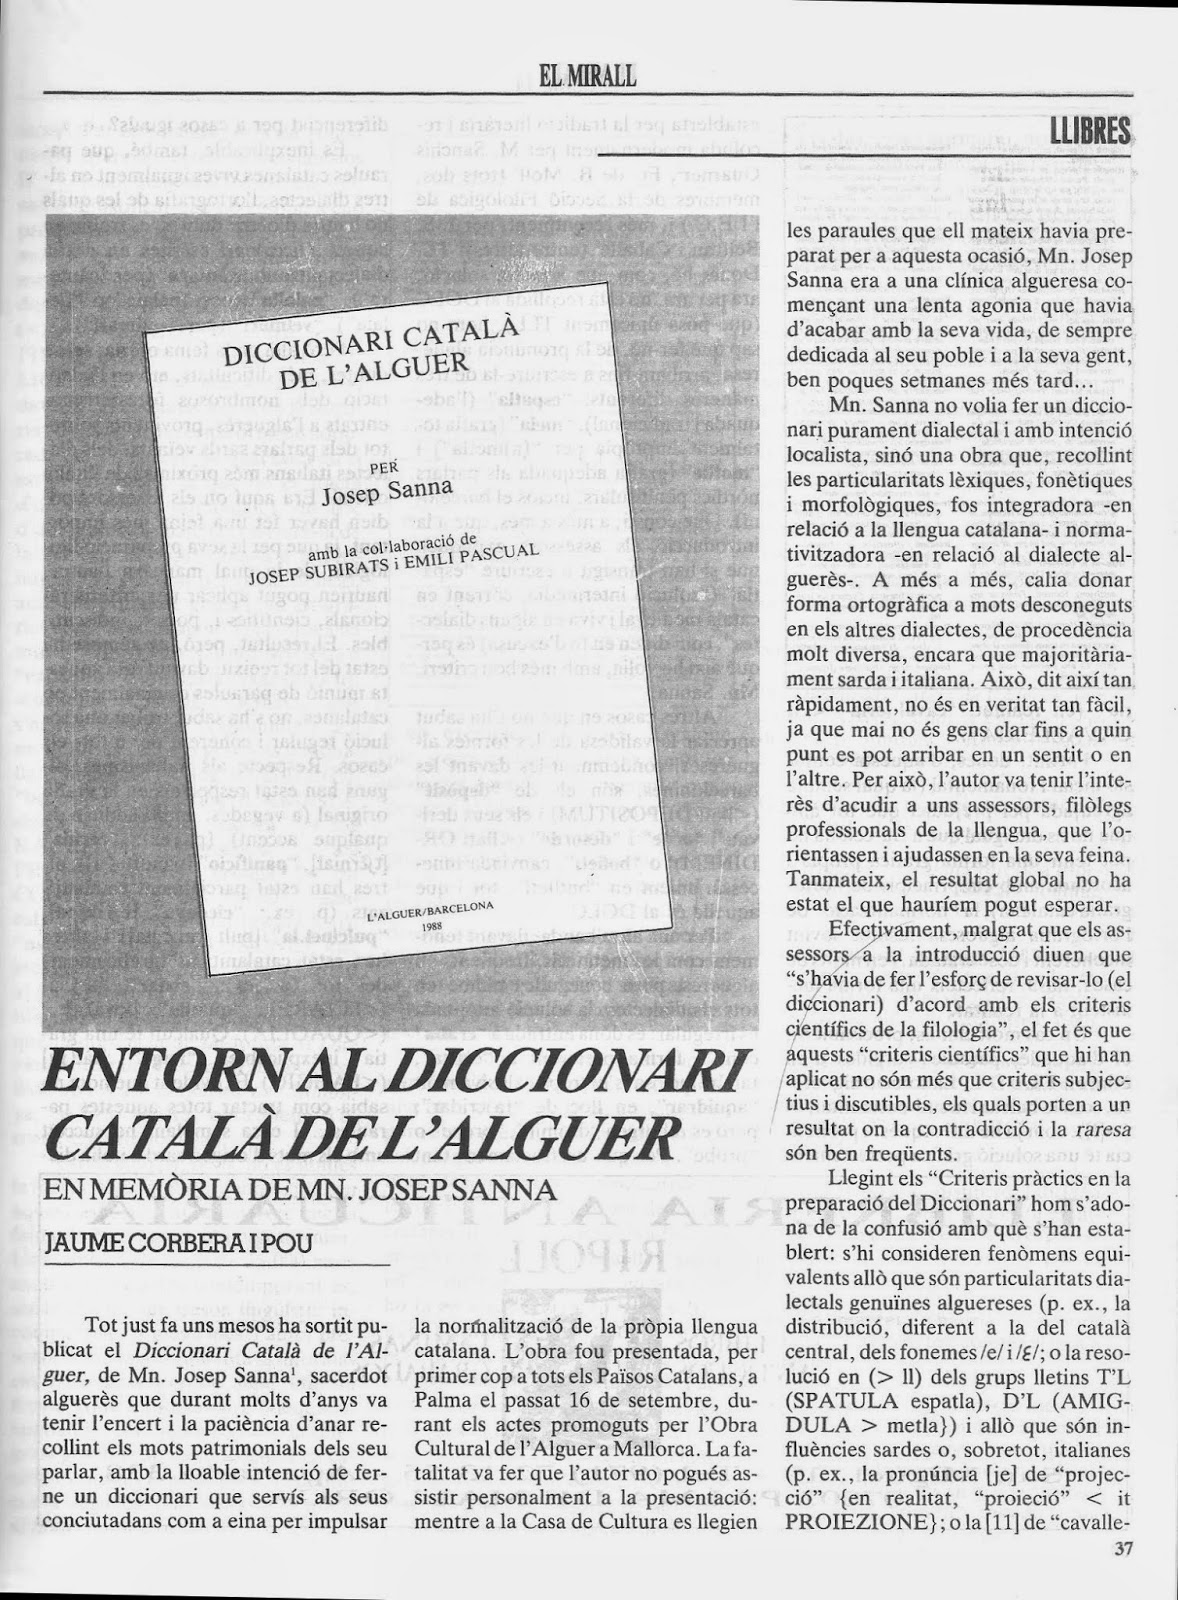 EL MIRALL
LLIBRES
DICCIONARI CATALÀ
DE L'ALGUER
PER
Josep Sanna
amb la col·laboració de
JOSEP SUBIRATS i EMILI PASCUAL
L'ALGUER/BARCELONA
1988
ENTORN AL DICCIONARI
CATALÀ DE L'ALGUER
EN MEMÒRIA DE MN. JOSEP SANNA
JAUME CORBERA I POU
Tot just fa uns mesos ha sortit pu-
blicat el Diccionari Català de l'Al-
guer, de Mn. Josep Sanna¹, sacerdot
alguerès que durant molts d'anys va
tenir l'encert i la paciència d'anar re-
collint els mots patrimonials dels seu
parlar, amb la lloable intenció de fer-
ne un diccionari que servís als seus
conciutadans com a eina per impulsar
la normalització de la pròpia llengua
catalana. L'obra fou presentada, per
primer cop a tots els Països Catalans, a
Palma el passat 16 de setembre, du-
rant els actes promoguts per l'Obra
Cultural de l'Alguer a Mallorca. La fa-
talitat va fer que l'autor no pogués as-
sistir personalment a la presentació:
mentre a la Casa de Cultura es llegien
les paraules que ell mateix havia pre-
parat per a aquesta ocasió, Mn. Josep
Sanna era a una clínica algueresa co-
mençant una lenta agonia que havia
d'acabar amb la seva vida, de sempre
dedicada al seu poble i a la seva gent,
ben poques setmanes més tard...
Mn. Sanna no volia fer un diccio-
nari purament dialectal i amb intenció
localista, sinó una obra que, recollint
les particularitats lèxiques, fonètiques
i morfològiques, fos integradora -en
relació a la llengua catalana- i norma-
tivitzadora -en relació al dialecte al-
guerès-. A més a més, calia donar
forma ortogràfica a mots desconeguts
en els altres dialectes, de procedència
molt diversa, encara que majoritària-
ment sarda i italiana. Això, dit així tan
ràpidament, no és en veritat tan fàcil,
ja que mai no és gens clar fins a quin
punt es pot arribar en un sentit o en
l'altre. Per això, l'autor va tenir l'inte-
rès d'acudir a uns assessors, filòlegs
professionals de la llengua, que l'o-
rientassen i ajudassen en la seva feina.
Tanmateix, el resultat global no ha
estat el que hauríem pogut esperar.
Efectivament, malgrat que els as-
sessors a la introducció diuen que
“s'havia de fer l'esforç de revisar-lo (el
diccionari) d'acord amb els criteris
científics de la filologia”, el fet és que
aquests “criteris científics” que hi han
aplicat no són més que criteris subjec-
tius i discutibles, els quals porten a un
resultat on la contradicció i la raresa
són ben freqüents.
Llegint els “Criteris pràctics en la
preparació del Diccionari” hom s'ado-
na de la confusió amb què s'han esta-
blert: s'hi consideren fenòmens equi-
valents allò que són particularitats dia-
lectals genuïnes algueréses (p. ex., la
distribució, diferent a la del català
central, dels fonemes /e/ i /ɛ/; o la reso-
lució en (> ll) dels grups lletins T'L
(SPATULA espatla), D'L (AMIG-
DULA > metla}) i allò que són in-
fluències sardes o, sobretot, italianes
(p. ex., la pronúncia [je] de “projec-
ció” {en realitat, “proieció” < it
PROIEZIONE}; o la [11] de “cavalle-
37